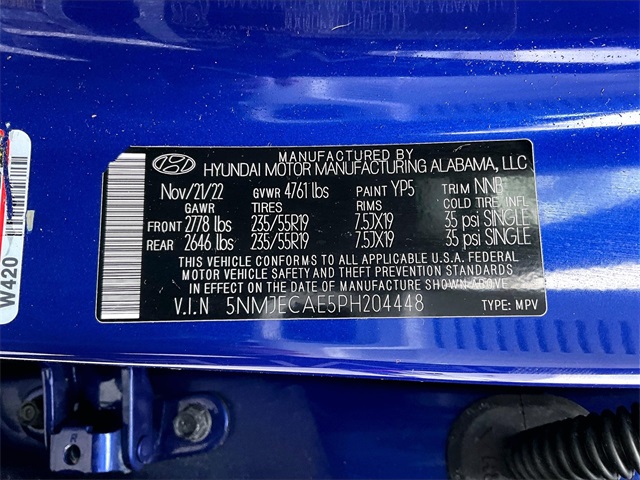 MANUFACTURED BY
HYUNDAI MOTOR MANUFACTURING ALABAMA, LLC
Nov/21/22 GVWR 4761 lbs PAINT YP5 TRIM NNB
GAWR TIRES RIMS COLD TIRE INFL
FRONT 2778 lbs 235/55R19 7.5JX19 35 psi SINGLE
REAR 2646 lbs 235/55R19 7.5JX19 35 psi SINGLE
THIS VEHICLE CONFORMS TO ALL APPLICABLE U.S.A. FEDERAL
MOTOR VEHICLE SAFETY AND THEFT PREVENTION STANDARDS
IN EFFECT ON THE DATE OF MANUFACTURE SHOWN ABOVE
V.I.N 5NMJECAE5PH204448 TYPE: MPV
W420
R